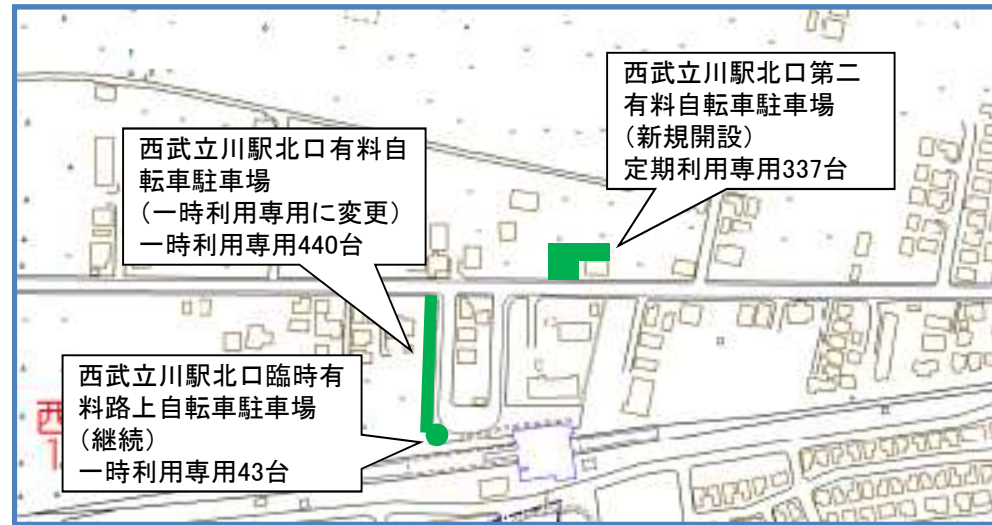 西武立川駅北口第二
有料自転車駐車場
（新規開設）
定期利用専用337台
西武立川駅北口有料自
転車駐車場
（一時利用専用に変更）
一時利用専用440台
西武立川駅北口臨時有
料路上自転車駐車場
（継続）
一時利用専用43台
西
1